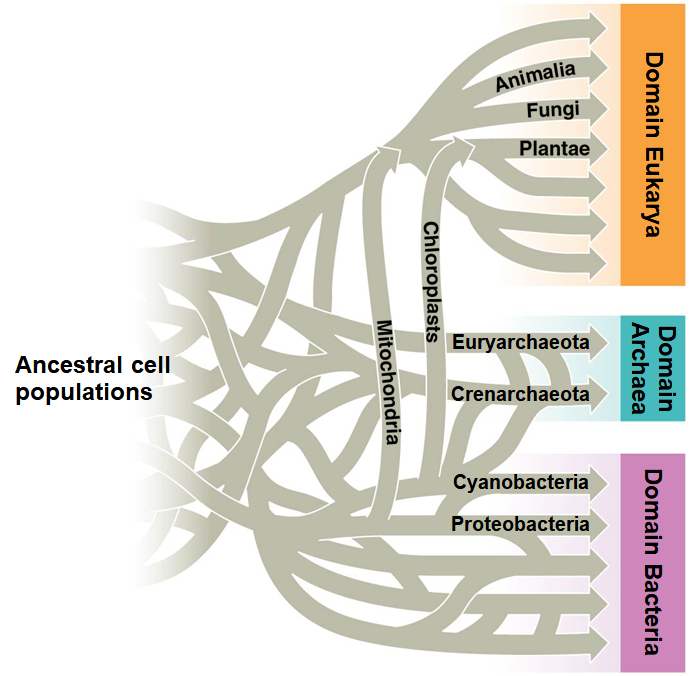 Animalia
Fungi
Plantae
Domain Eukarya
Chloroplasts
Mitochondria
Ancestral cell
populations
Euryarchaeota
Crenarchaeota
Domain
Archaea
Cyanobacteria
Proteobacteria
Domain Bacteria